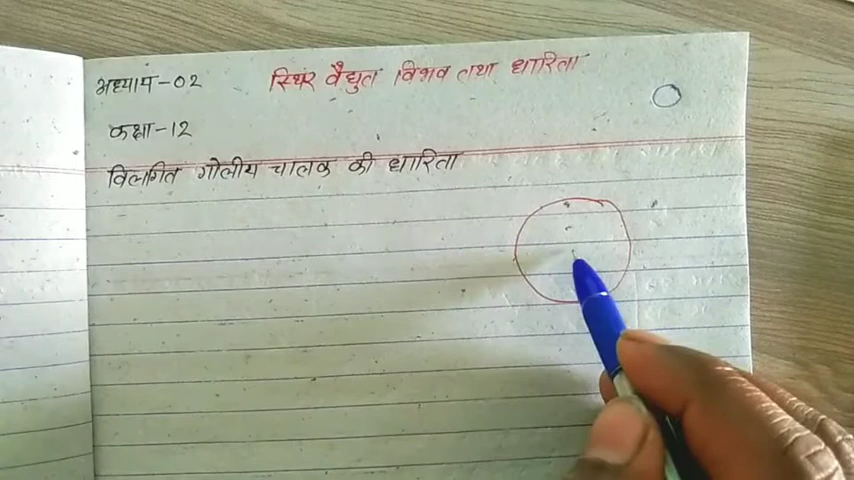 अध्याय-02
स्थिर वैद्युत विभव तथा धारिता
कक्षा-12
विलगित गोलीय चालक की धारिता